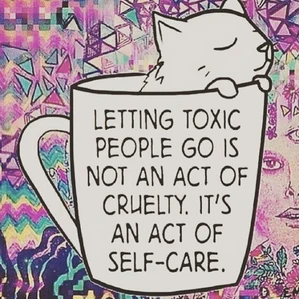 LETTING TOXIC
PEOPLE GO IS
NOT AN ACT OF
CRUELTY. IT'S
AN ACT OF
SELF-CARE.